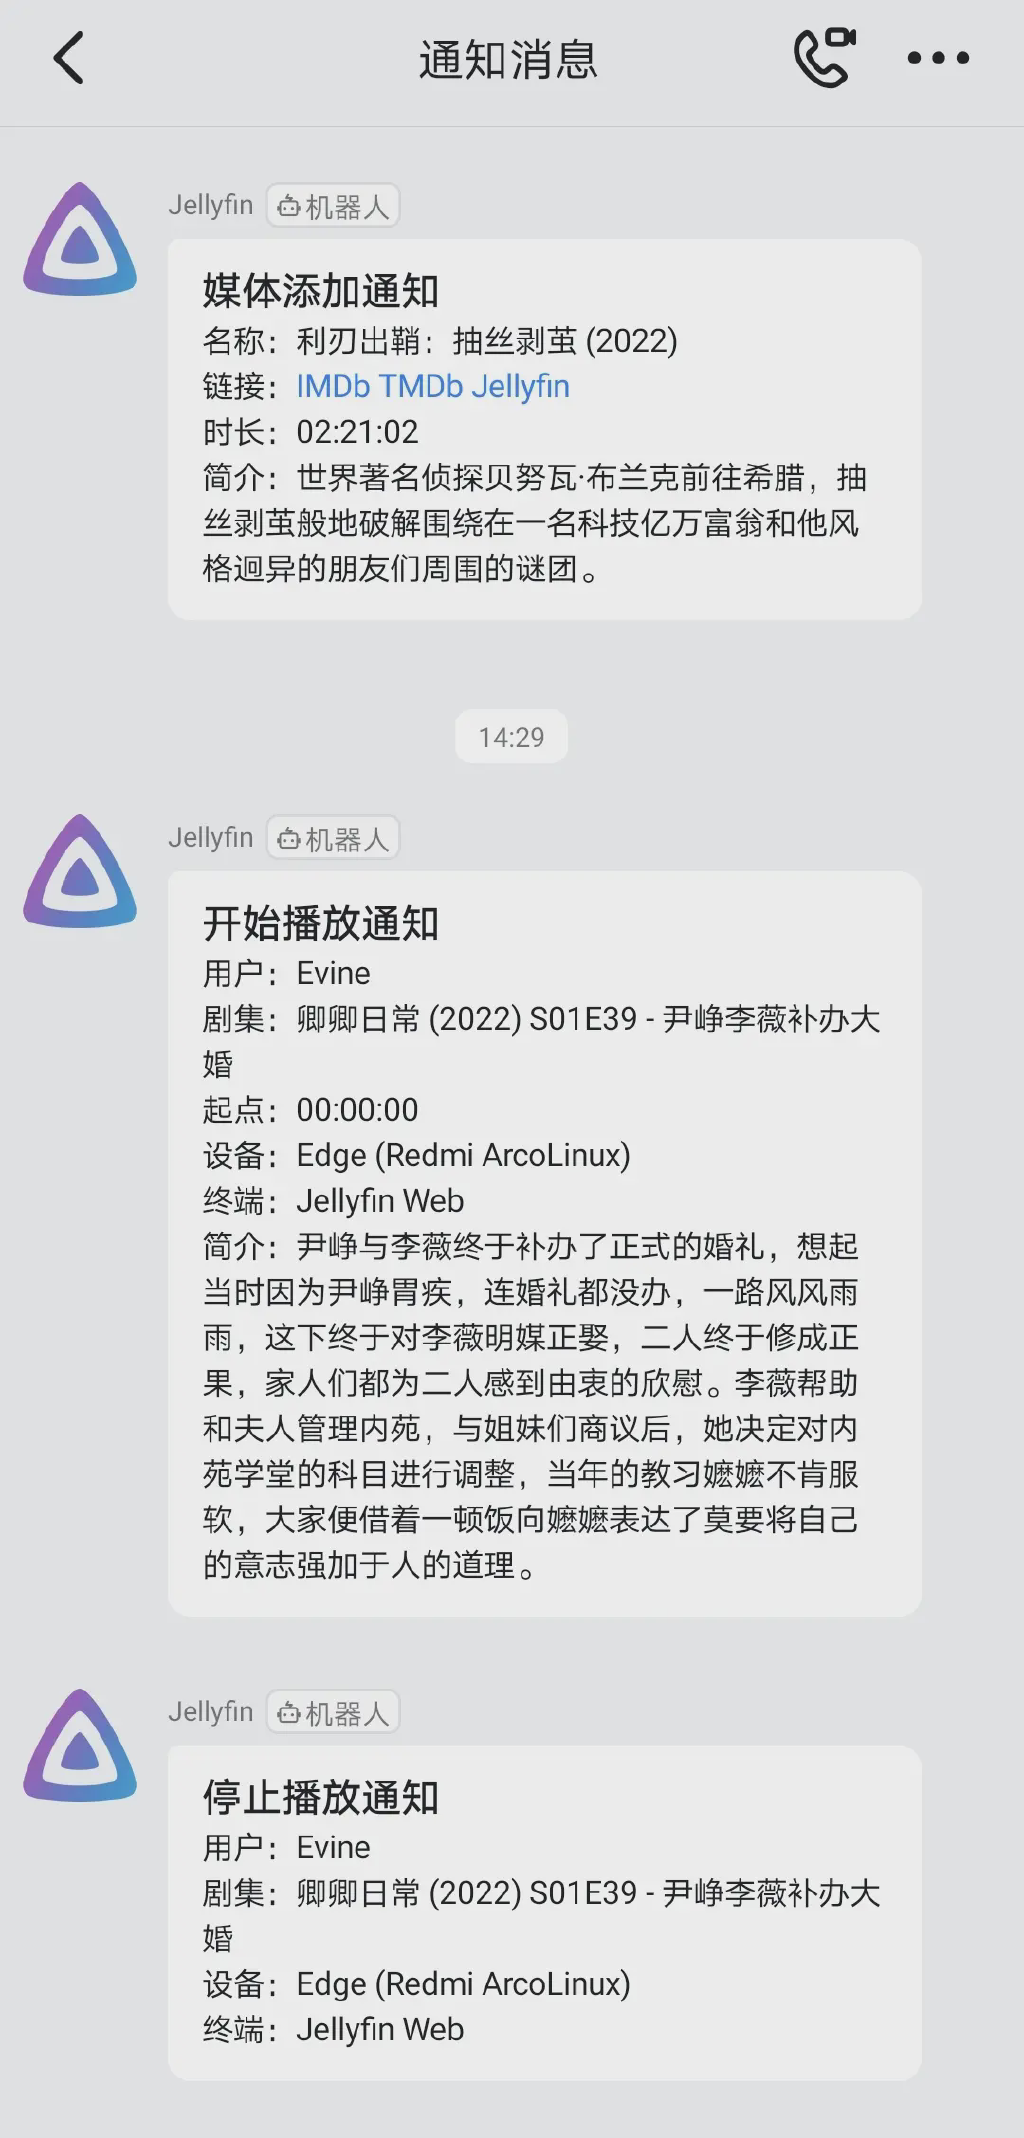 通知消息
Jellyfin 机器人
媒体添加通知
名称：利刃出鞘：抽丝剥茧 (2022)
链接：IMDb TMDb Jellyfin
时长：02:21:02
简介：世界著名侦探贝努瓦·布兰克前往希腊，抽
丝剥茧般地破解围绕在一名科技亿万富翁和他风
格迥异的朋友们周围的谜团。
14:29
Jellyfin 机器人
开始播放通知
用户：Evine
剧集：卿卿日常 (2022) S01E39 - 尹峥李薇补办大
婚
起点：00:00:00
设备：Edge (Redmi ArcoLinux)
终端：Jellyfin Web
简介：尹峥与李薇终于补办了正式的婚礼，想起
当时因为尹峥胃疾，连婚礼都没办，一路风风雨
雨，这下终于对李薇明媒正娶，二人终于修成正
果，家人们都为二人感到由衷的欣慰。李薇帮助
和夫人管理内苑，与姐妹们商议后，她决定对内
苑学堂的科目进行调整，当年的教习嬷嬷不肯服
软，大家便借着一顿饭向嬷嬷表达了莫要将自己
的意志强加于人的道理。
Jellyfin 机器人
停止播放通知
用户：Evine
剧集：卿卿日常 (2022) S01E39 - 尹峥李薇补办大
婚
设备：Edge (Redmi ArcoLinux)
终端：Jellyfin Web